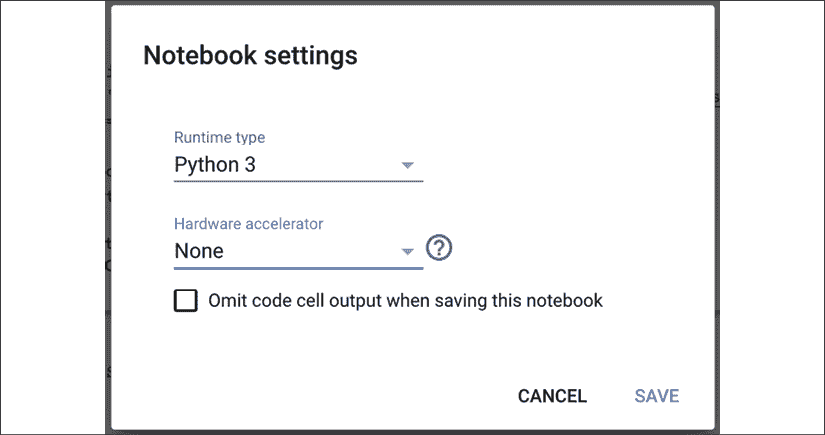 Notebook settings
Runtime type
Python 3
Hardware accelerator
None
?
Omit code cell output when saving this notebook
CANCEL SAVE